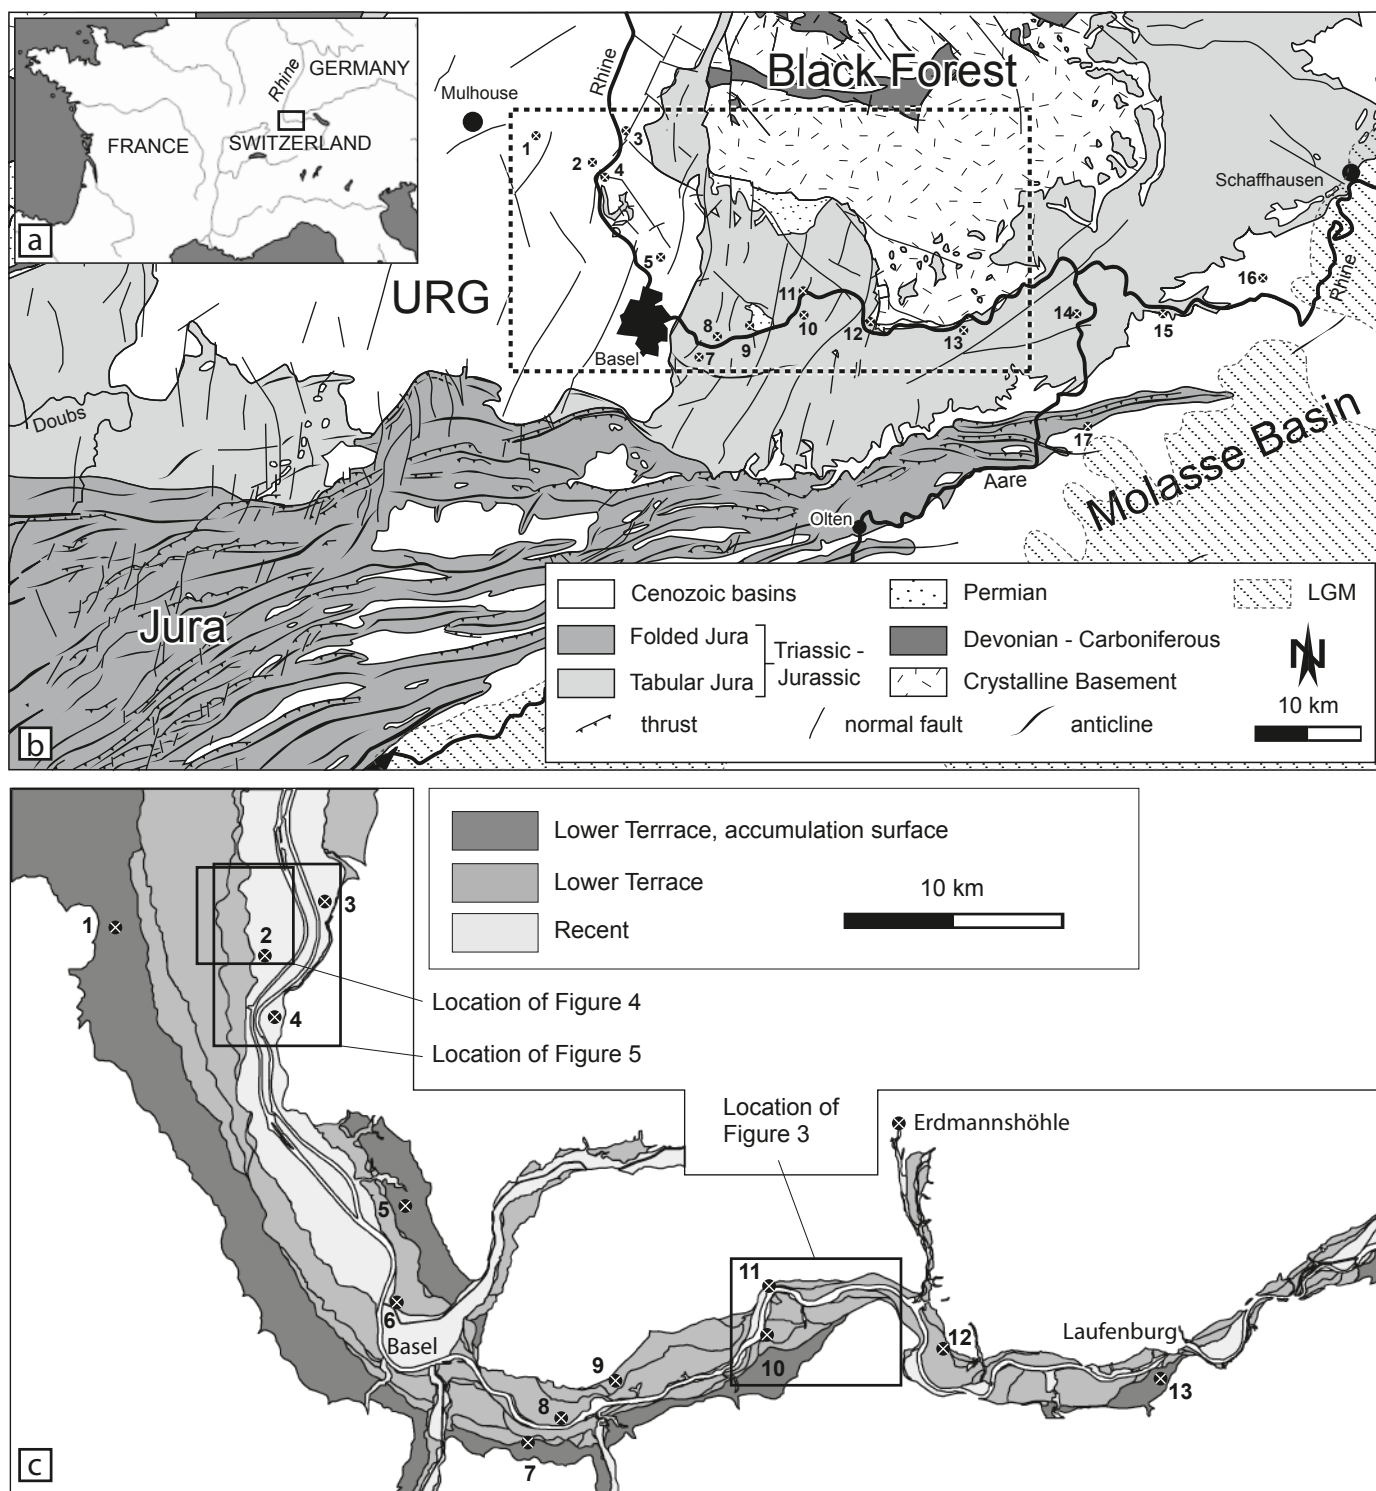 Rhine
GERMANY
FRANCE
SWITZERLAND
a
Mulhouse
Rhine
Black Forest
1
2
3
4
5
URG
Basel
7
8
9
10
11
12
13
14
15
16
17
Schaffhausen
Rhine
Doubs
Aare
Olten
Molasse Basin
Jura
b
Cenozoic basins
Folded Jura
Tabular Jura
Triassic -
Jurassic
Permian
Devonian - Carboniferous
Crystalline Basement
LGM
N
10 km
thrust
normal fault
anticline
Lower Terrrace, accumulation surface
Lower Terrace
Recent
10 km
1
2
3
4
Location of Figure 4
Location of Figure 5
Location of
Figure 3
Erdmannshöhle
5
6
Basel
7
8
9
10
11
12
Laufenburg
13
c